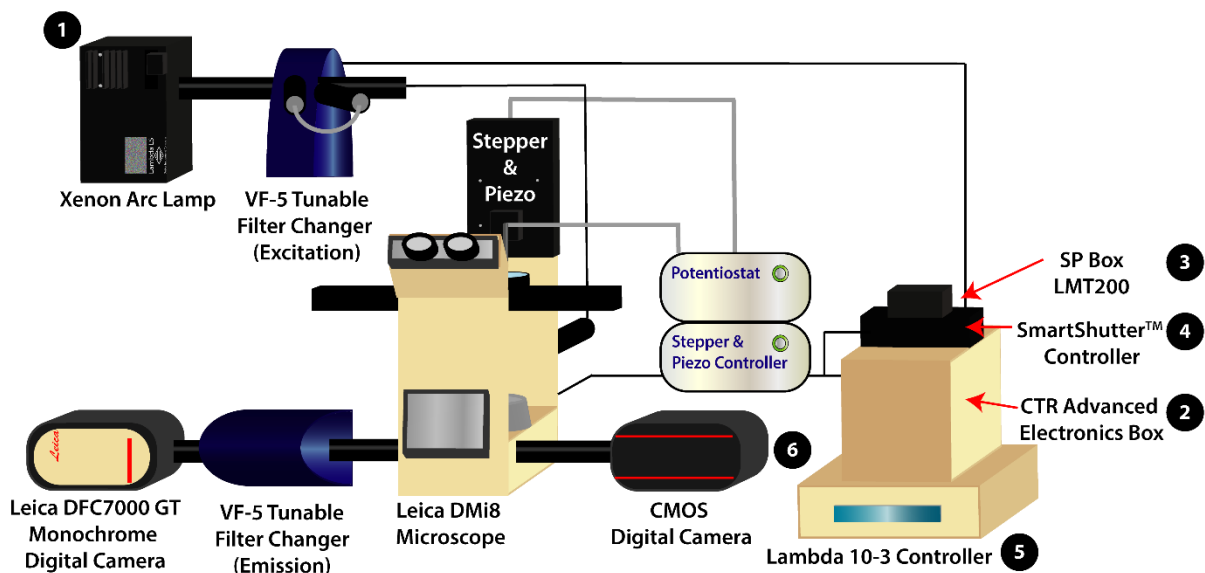 1
Xenon Arc Lamp
Lambda LS
VF-5 Tunable
Filter Changer
(Excitation)
Stepper
&
Piezo
Potentiostat
Stepper &
Piezo Controller
SP Box
LMT200
3
SmartShutter™
Controller
4
CTR Advanced
Electronics Box
2
Leica
Leica DFC7000 GT
Monochrome
Digital Camera
VF-5 Tunable
Filter Changer
(Emission)
Leica DMi8
Microscope
6
CMOS
Digital Camera
Lambda 10-3 Controller
5